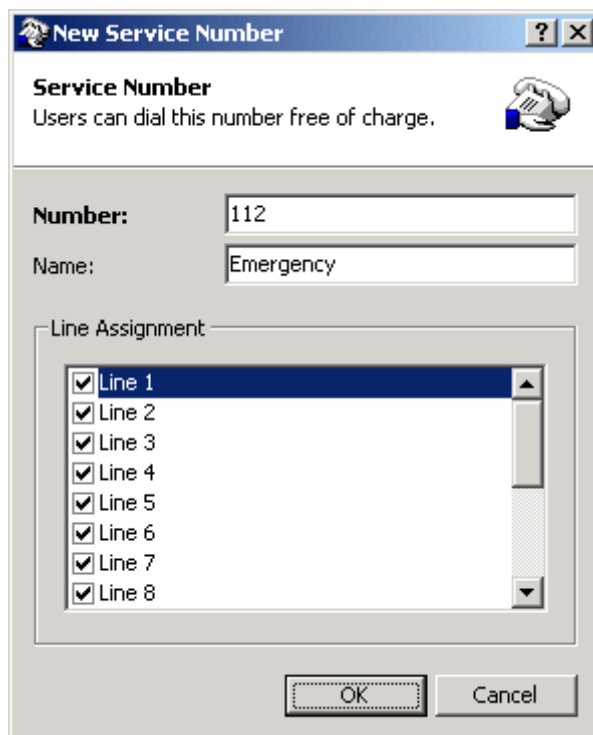 New Service Number
Service Number
Users can dial this number free of charge.
Number: 112
Name: Emergency
Line Assignment
Line 1
Line 2
Line 3
Line 4
Line 5
Line 6
Line 7
Line 8
OK Cancel